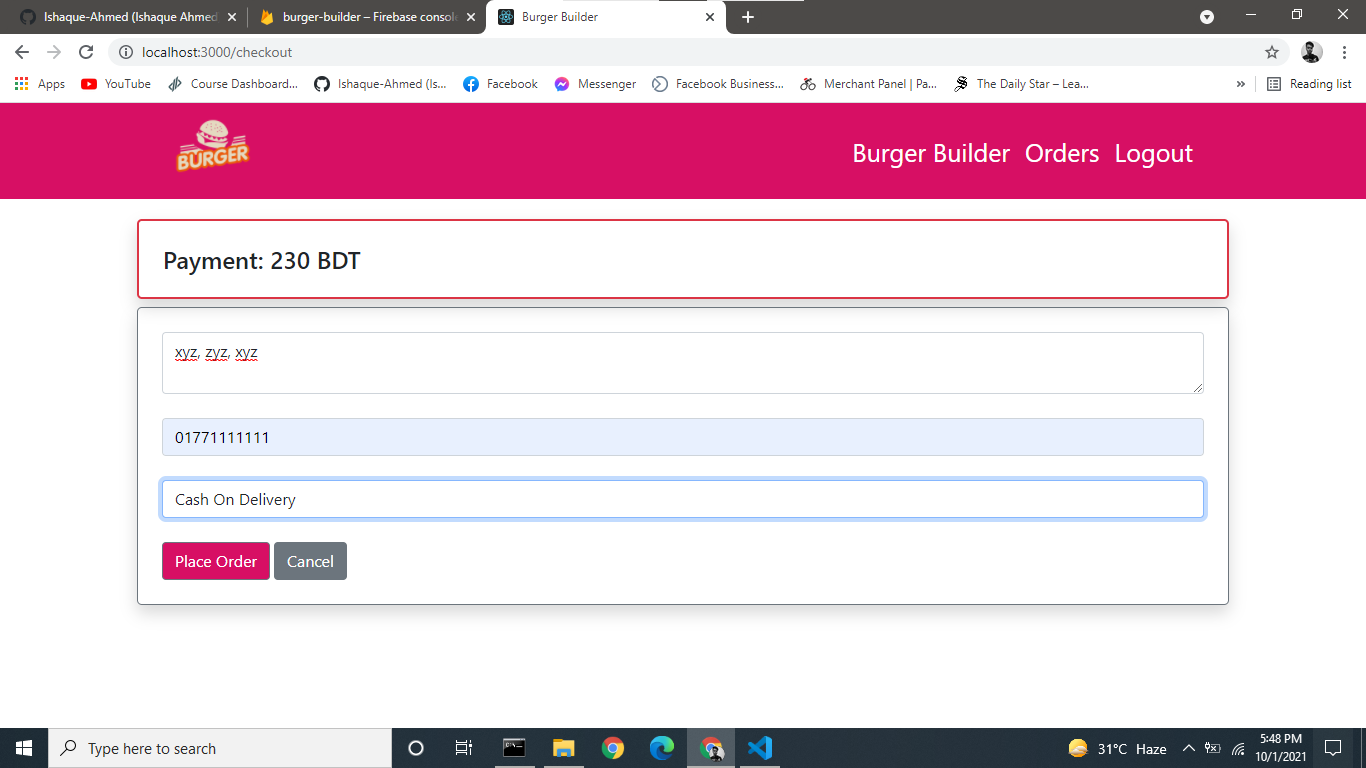 Ishaque-Ahmed (Ishaque Ahmed
burger-builder – Firebase console
Burger Builder
localhost:3000/checkout
Apps YouTube Course Dashboard... Ishaque-Ahmed (Is... Facebook Messenger Facebook Business... Merchant Panel | Pa... The Daily Star – Lea... » Reading list
BURGER
Burger Builder Orders Logout
Payment: 230 BDT
xyz, zyz, xyz
01771111111
Cash On Delivery
Place Order Cancel
Type here to search
31°C Haze
5:48 PM
10/1/2021